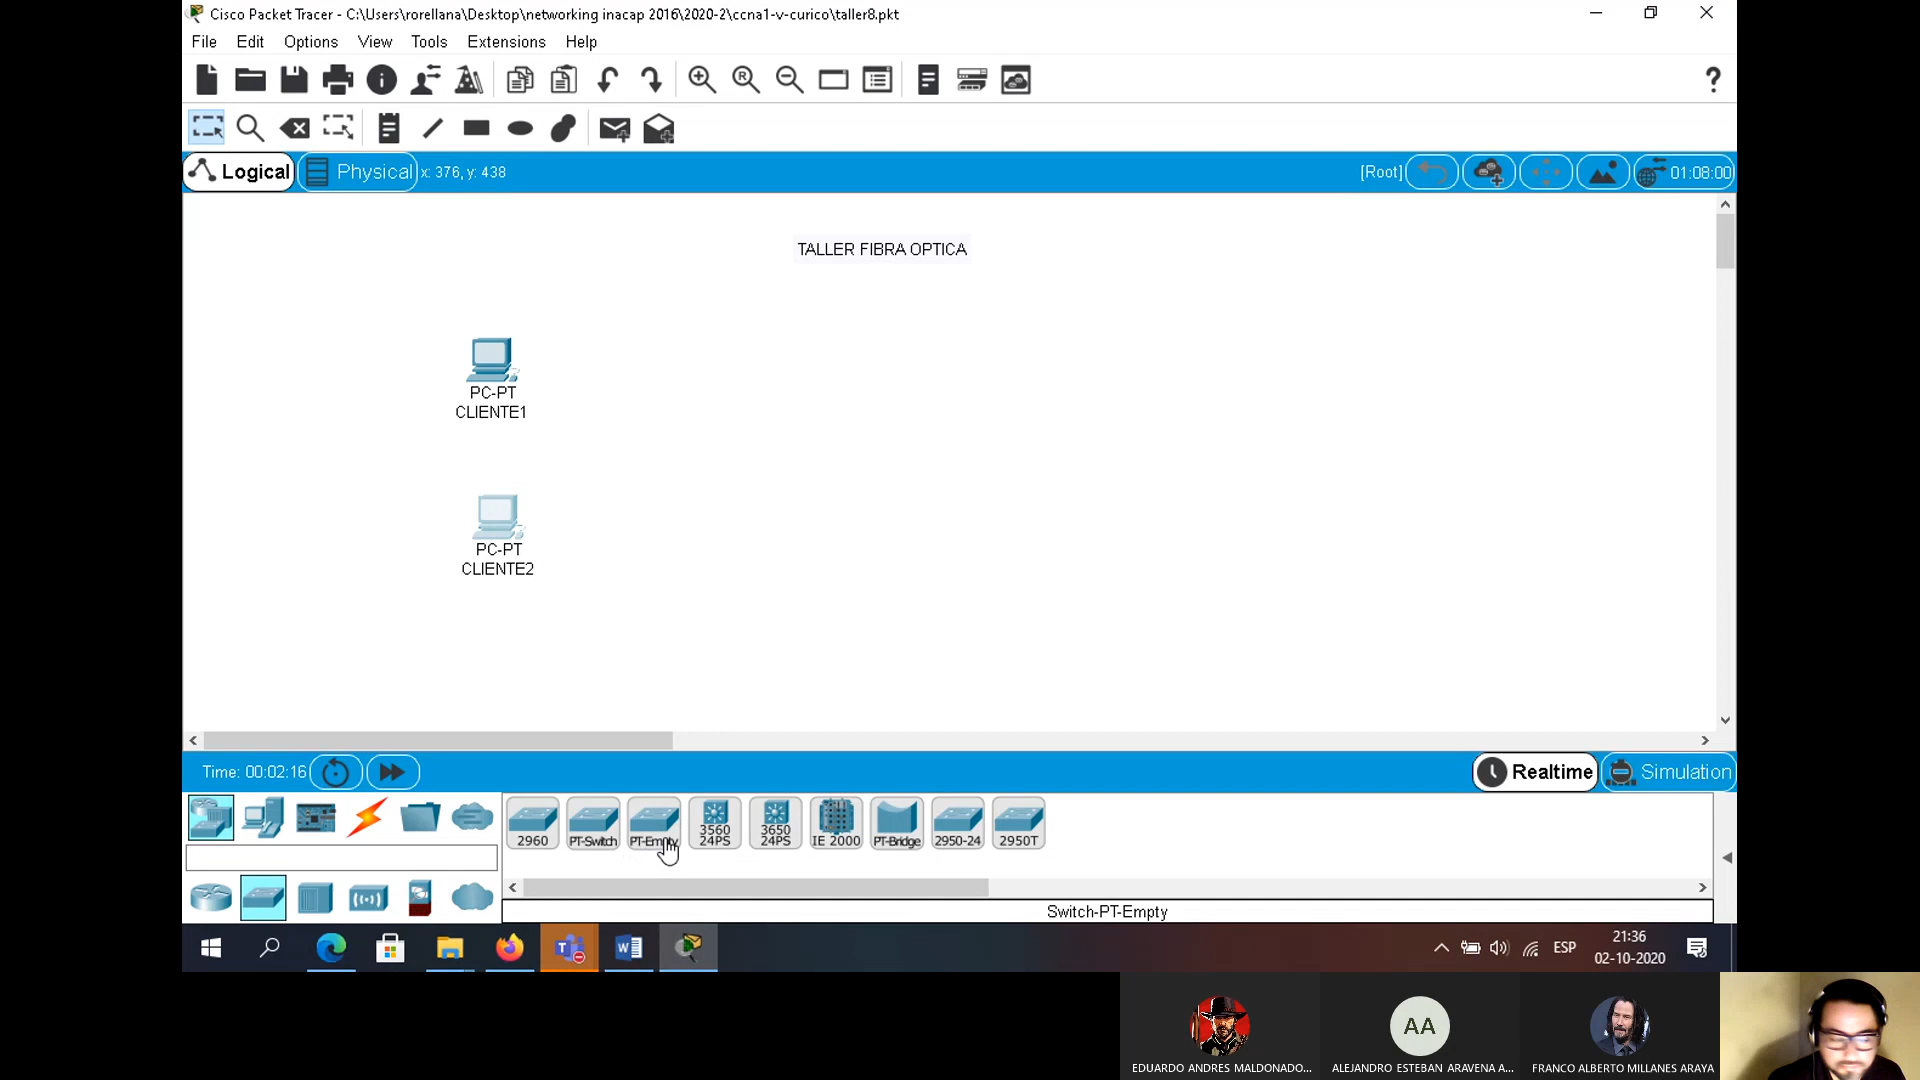 Cisco Packet Tracer - C:\Users\rorellana\Desktop\networking inacap 2016\2020-2\ccna1-v-curico\taller8.pkt
File Edit Options View Tools Extensions Help
Logical Physical x: 376, y: 438 [Root] 01:08:00
TALLER FIBRA OPTICA
PC-PT
CLIENTE1
PC-PT
CLIENTE2
Time: 00:02:16 Realtime Simulation
2960 PT-Switch PT-Empty 3560 24PS 3650 24PS IE 2000 PT-Bridge 2950-24 2950T
Switch-PT-Empty
ESP
21:36
02-10-2020
AA
EDUARDO ANDRES MALDONADO... ALEJANDRO ESTEBAN ARAVENA A... FRANCO ALBERTO MILLANES ARAYA